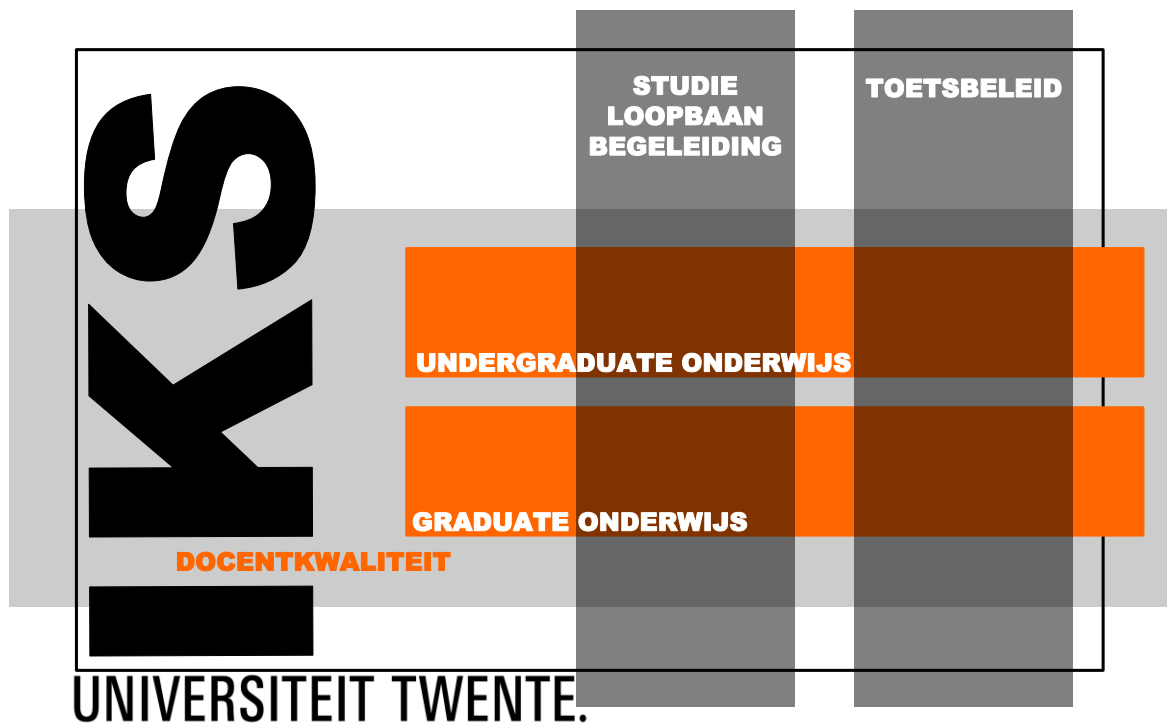 IKS
STUDIE
LOOPBAAN
BEGELEIDING
TOETSBELEID
UNDERGRADUATE ONDERWIJS
GRADUATE ONDERWIJS
DOCENTKWALITEIT
UNIVERSITEIT TWENTE.